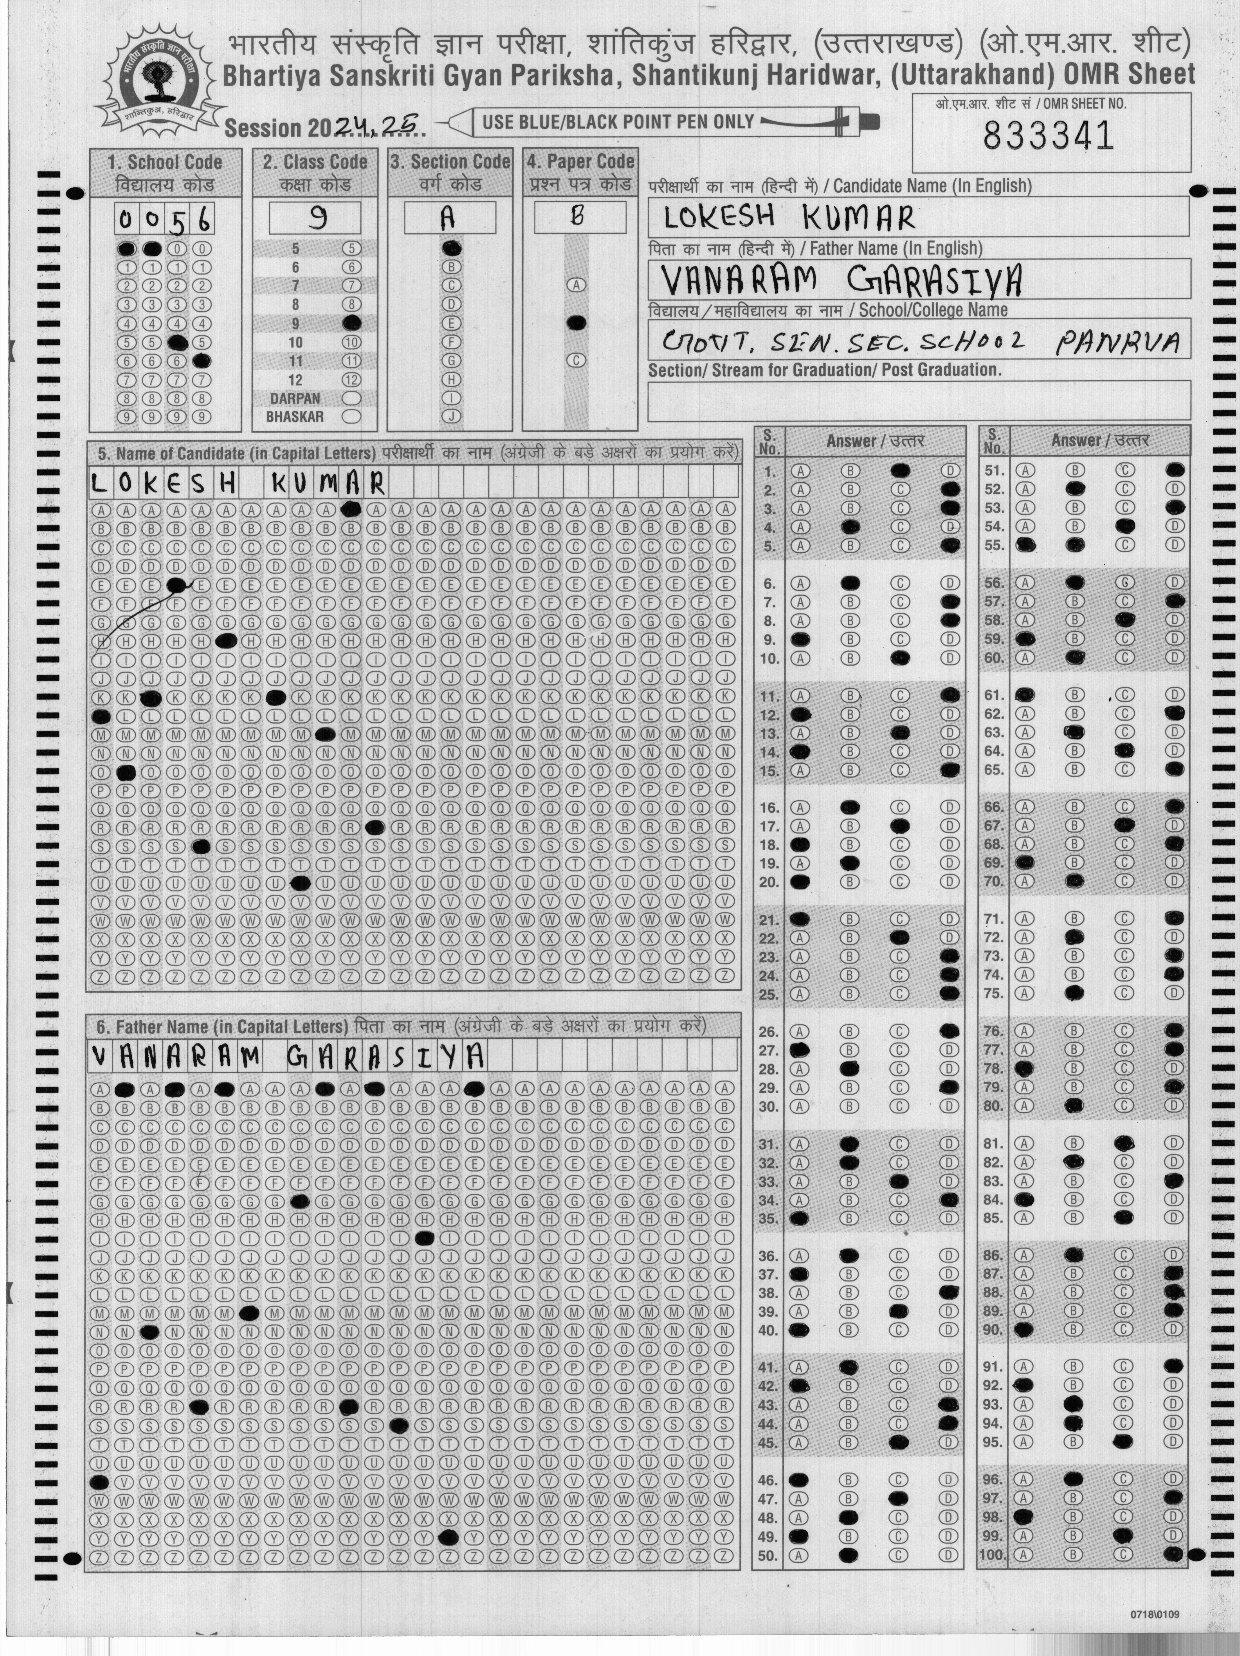 भारतीय संस्कृति ज्ञान परीक्षा, शांतिकुंज हरिद्वार, (उत्तराखण्ड) (ओ.एम.आर. शीट)
Bhartiya Sanskriti Gyan Pariksha, Shantikunj Haridwar, (Uttarakhand) OMR Sheet
Session 2024,25
USE BLUE/BLACK POINT PEN ONLY
ओ.एम.आर. शीट सं / OMR SHEET NO.
833341
1. School Code
विद्यालय कोड
0056
2. Class Code
कक्षा कोड
9
5
6
7
8
9
10
11
12
DARPAN
BHASKAR
3. Section Code
वर्ग कोड
A
4. Paper Code
प्रश्न पत्र कोड
B
परीक्षार्थी का नाम (हिन्दी में) / Candidate Name (In English)
LOKESH KUMAR
पिता का नाम (हिन्दी में) / Father Name (In English)
VANARAM GARASIYA
विद्यालय/महाविद्यालय का नाम / School/College Name
GOVT. SEN. SEC. SCHOOL PANRVA
Section/ Stream for Graduation/ Post Graduation.
5. Name of Candidate (in Capital Letters) परीक्षार्थी का नाम (अंग्रेजी के बड़े अक्षरों का प्रयोग करें)
LOKESH KUMAR
6. Father Name (in Capital Letters) पिता का नाम (अंग्रेजी के बड़े अक्षरों का प्रयोग करें)
VANARAM GARASIYA
S. No. Answer / उत्तर
S. No. Answer / उत्तर
0718\0109